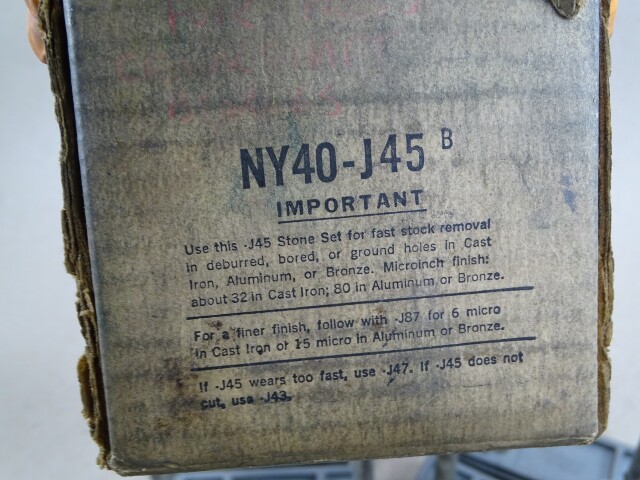 NY40-J45 B
IMPORTANT
Use this -J45 Stone Set for fast stock removal
in deburred, bored, or ground holes in Cast
Iron, Aluminum, or Bronze. Microinch finish:
about 32 in Cast Iron; 80 in Aluminum or Bronze.
For a finer finish, follow with -J87 for 6 micro
in Cast Iron or 15 micro in Aluminum or Bronze.
If -J45 wears too fast, use -J47. If -J45 does not
cut, use -J43.